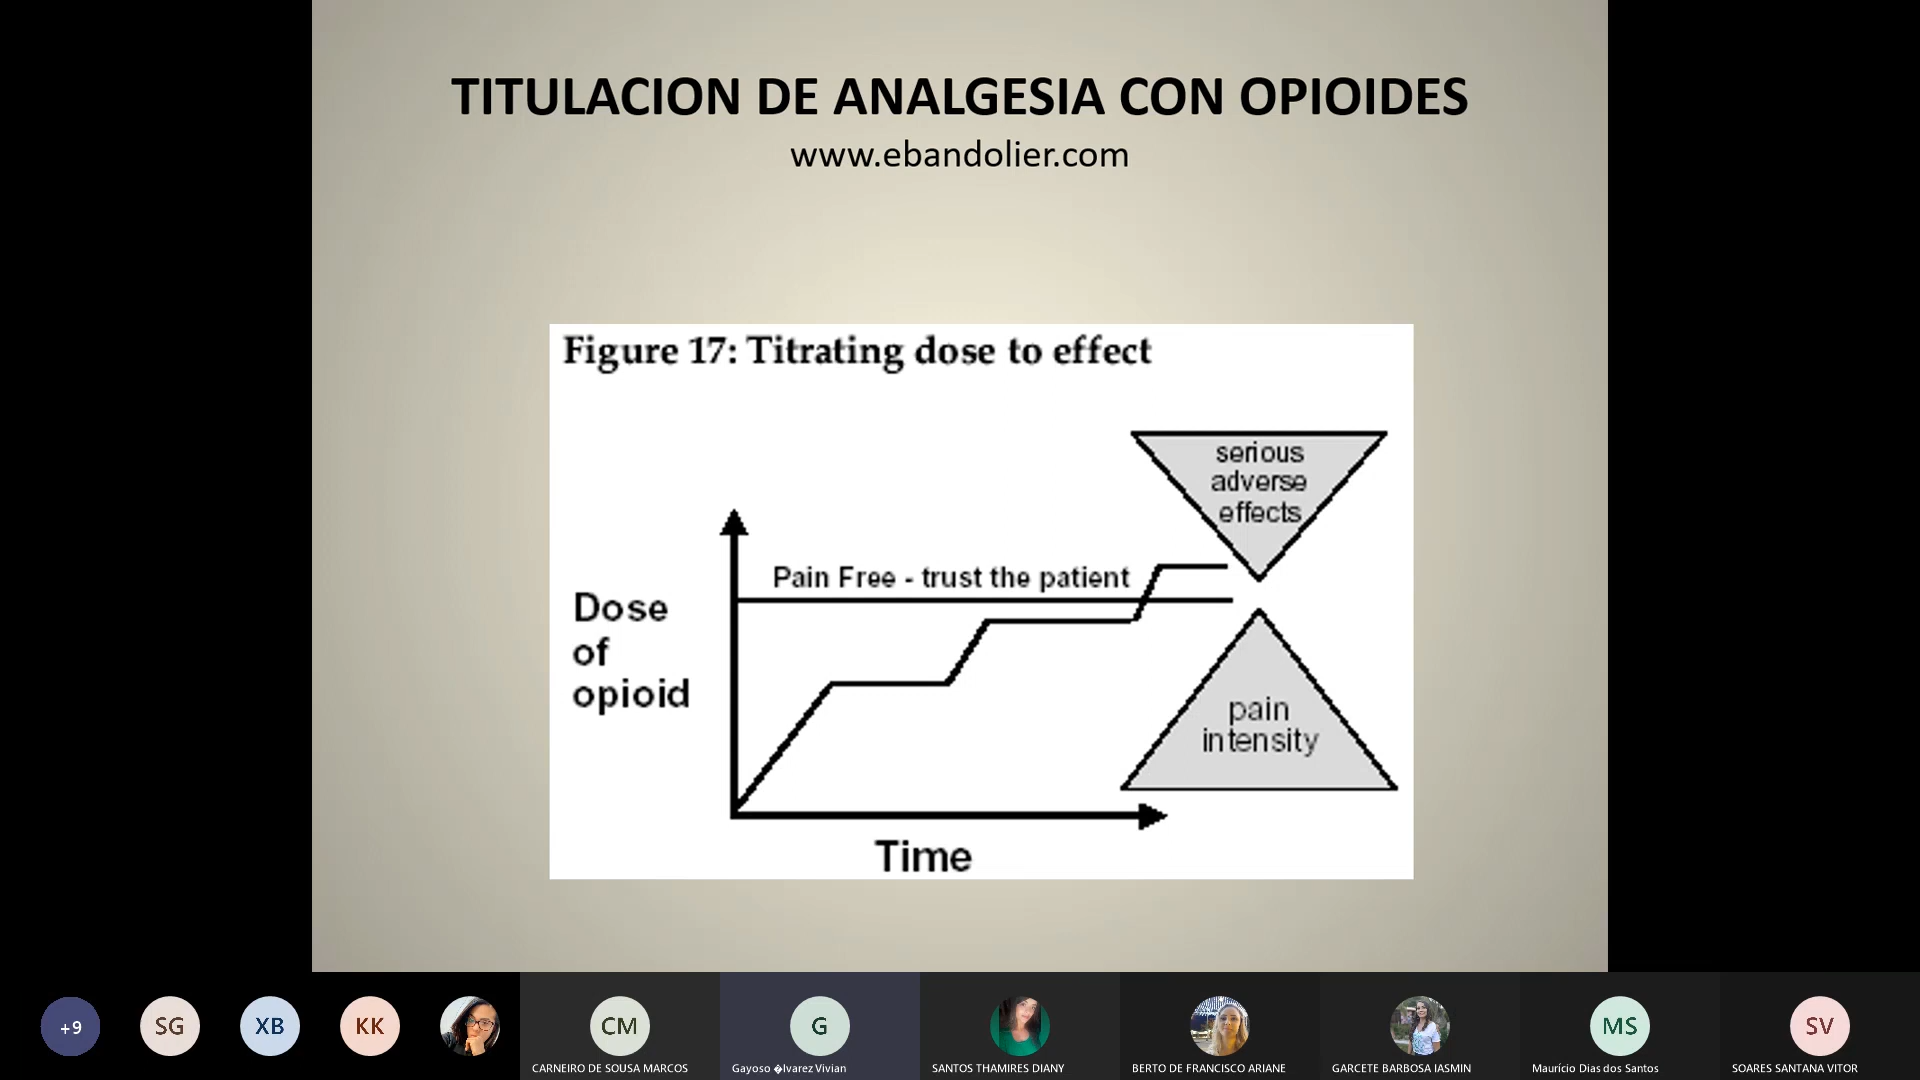 TITULACION DE ANALGESIA CON OPIOIDES
www.ebandolier.com
Figure 17: Titrating dose to effect
serious
adverse
effects
Pain Free - trust the patient
Dose
of
opioid
pain
intensity
Time
+9
SG
XB
KK
CM
G
MS
SV
CARNEIRO DE SOUSA MARCOS
Gayoso �lvarez Vivian
SANTOS THAMIRES DIANY
BERTO DE FRANCISCO ARIANE
GARCETE BARBOSA IASMIN
Maurício Dias dos Santos
SOARES SANTANA VITOR